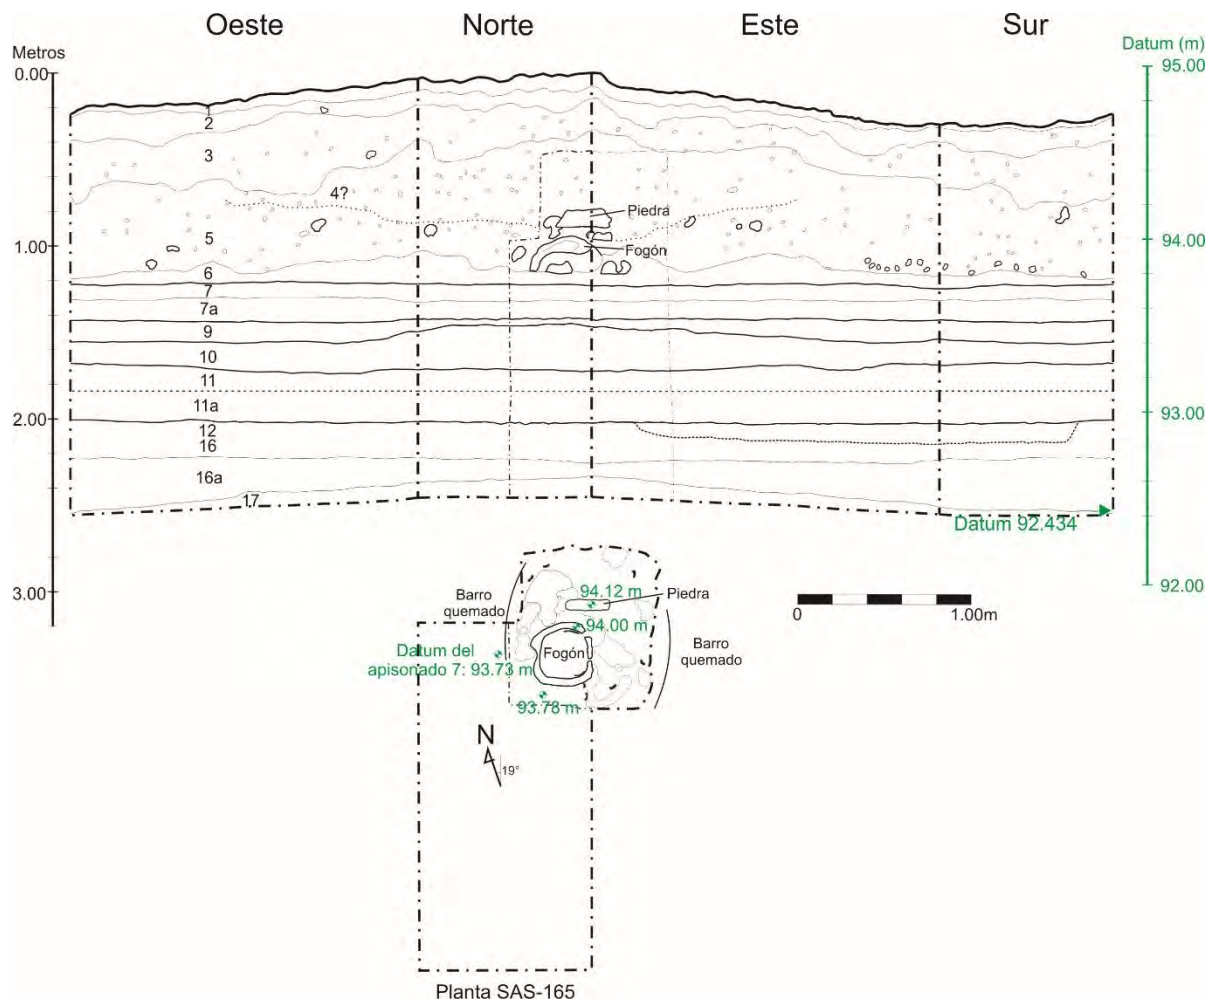 Oeste Norte Este Sur
Metros
Datum (m)
0.00
95.00
1
2
3
4?
Piedra
5
94.00
1.00
Fogón
6
7
7a
9
10
11
11a
93.00
2.00
12
16
16a
17
Datum 92.434
92.00
3.00
Barro
quemado
94.12 m
Piedra
94.00 m
0 1.00m
Barro
quemado
Fogón
Datum del
apisonado 7: 93.73 m
93.78 m
N
19°
Planta SAS-165